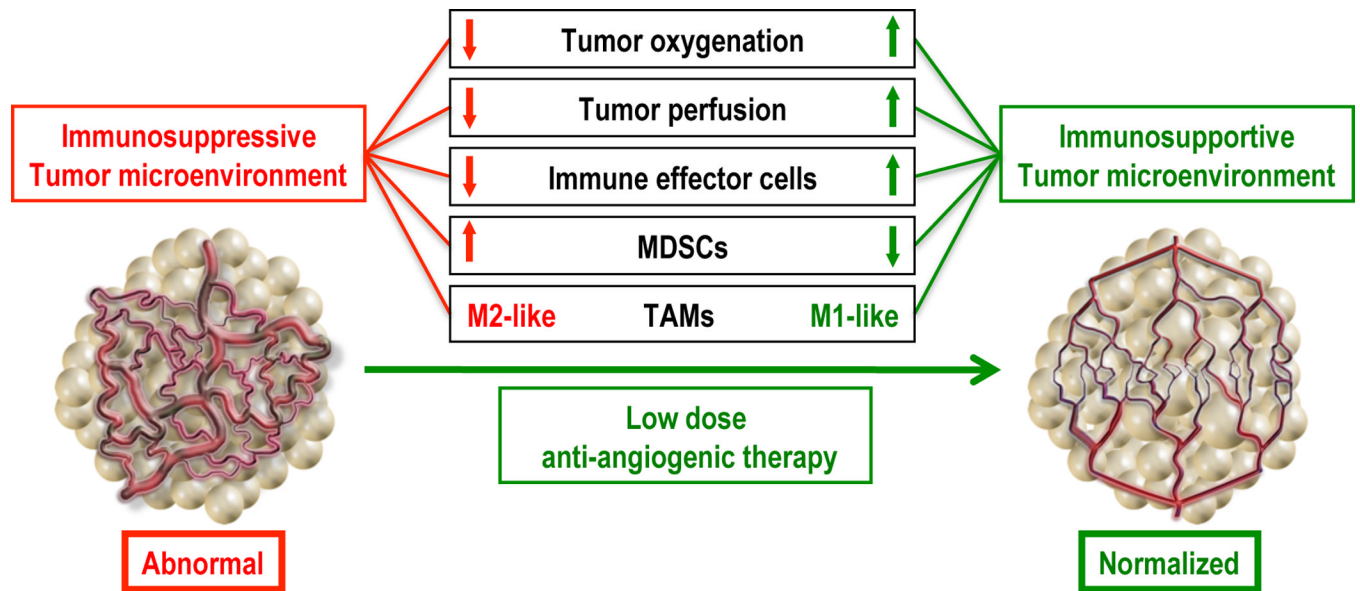 Tumor oxygenation
Tumor perfusion
Immune effector cells
MDSCs
M2-like TAMs M1-like
Immunosuppressive
Tumor microenvironment
Immunosupportive
Tumor microenvironment
Low dose
anti-angiogenic therapy
Abnormal
Normalized